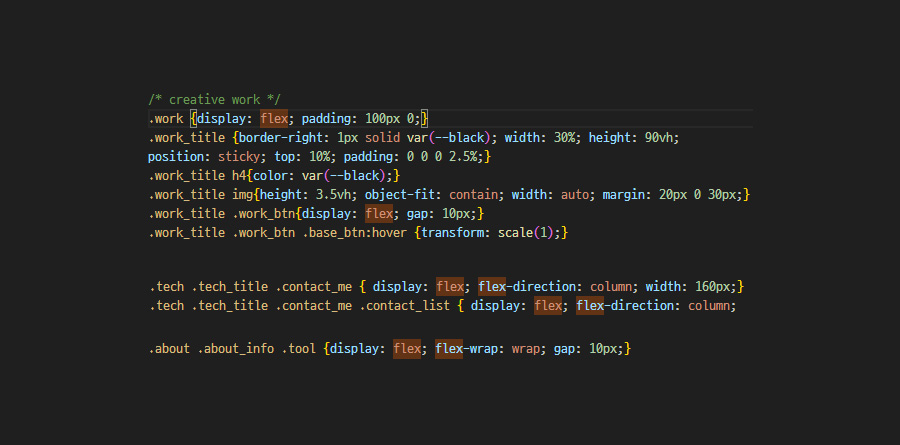 /* creative work */
.work {display: flex; padding: 100px 0;}
.work_title {border-right: 1px solid var(--black); width: 30%; height: 90vh;
position: sticky; top: 10%; padding: 0 0 0 2.5%;}
.work_title h4{color: var(--black);}
.work_title img{height: 3.5vh; object-fit: contain; width: auto; margin: 20px 0 30px;}
.work_title .work_btn{display: flex; gap: 10px;}
.work_title .work_btn .base_btn:hover {transform: scale(1);}
.tech .tech_title .contact_me { display: flex; flex-direction: column; width: 160px;}
.tech .tech_title .contact_me .contact_list { display: flex; flex-direction: column;
.about .about_info .tool {display: flex; flex-wrap: wrap; gap: 10px;}